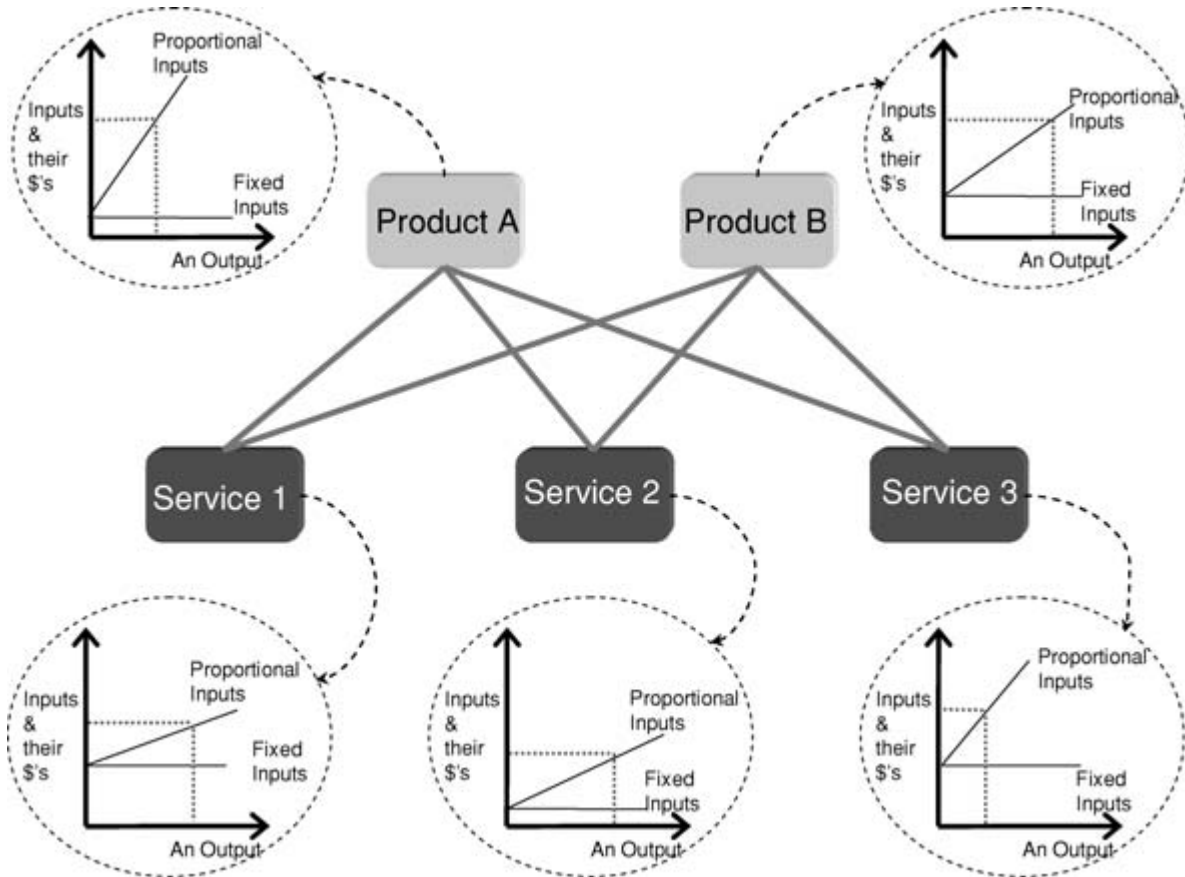 Proportional
Inputs
Inputs
&
their
$'s
Fixed
Inputs
An Output
Product A
Product B
Proportional
Inputs
Inputs
&
their
$'s
Fixed
Inputs
An Output
Service 1
Service 2
Service 3
Proportional
Inputs
Inputs
&
their
$'s
Fixed
Inputs
An Output
Proportional
Inputs
Inputs
&
their
$'s
Fixed
Inputs
An Output
Proportional
Inputs
Inputs
&
their
$'s
Fixed
Inputs
An Output